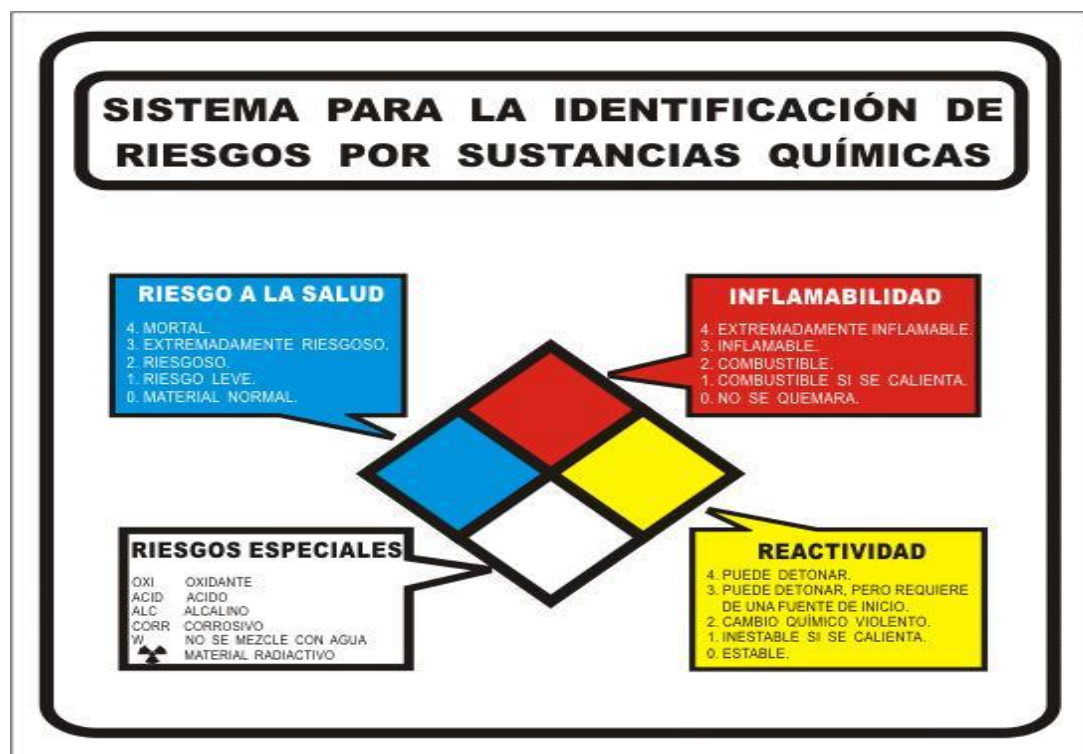 SISTEMA PARA LA IDENTIFICACIÓN DE
RIESGOS POR SUSTANCIAS QUÍMICAS
RIESGO A LA SALUD
4. MORTAL.
3. EXTREMADAMENTE RIESGOSO.
2. RIESGOSO.
1. RIESGO LEVE.
0. MATERIAL NORMAL.
INFLAMABILIDAD
4. EXTREMADAMENTE INFLAMABLE.
3. INFLAMABLE.
2. COMBUSTIBLE.
1. COMBUSTIBLE SI SE CALIENTA.
0. NO SE QUEMARA.
RIESGOS ESPECIALES
OXI OXIDANTE
ACID ACIDO
ALC ALCALINO
CORR CORROSIVO
W NO SE MEZCLE CON AGUA
MATERIAL RADIACTIVO
REACTIVIDAD
4. PUEDE DETONAR.
3. PUEDE DETONAR, PERO REQUIERE
DE UNA FUENTE DE INICIO.
2. CAMBIO QUÍMICO VIOLENTO.
1. INESTABLE SI SE CALIENTA.
0. ESTABLE.